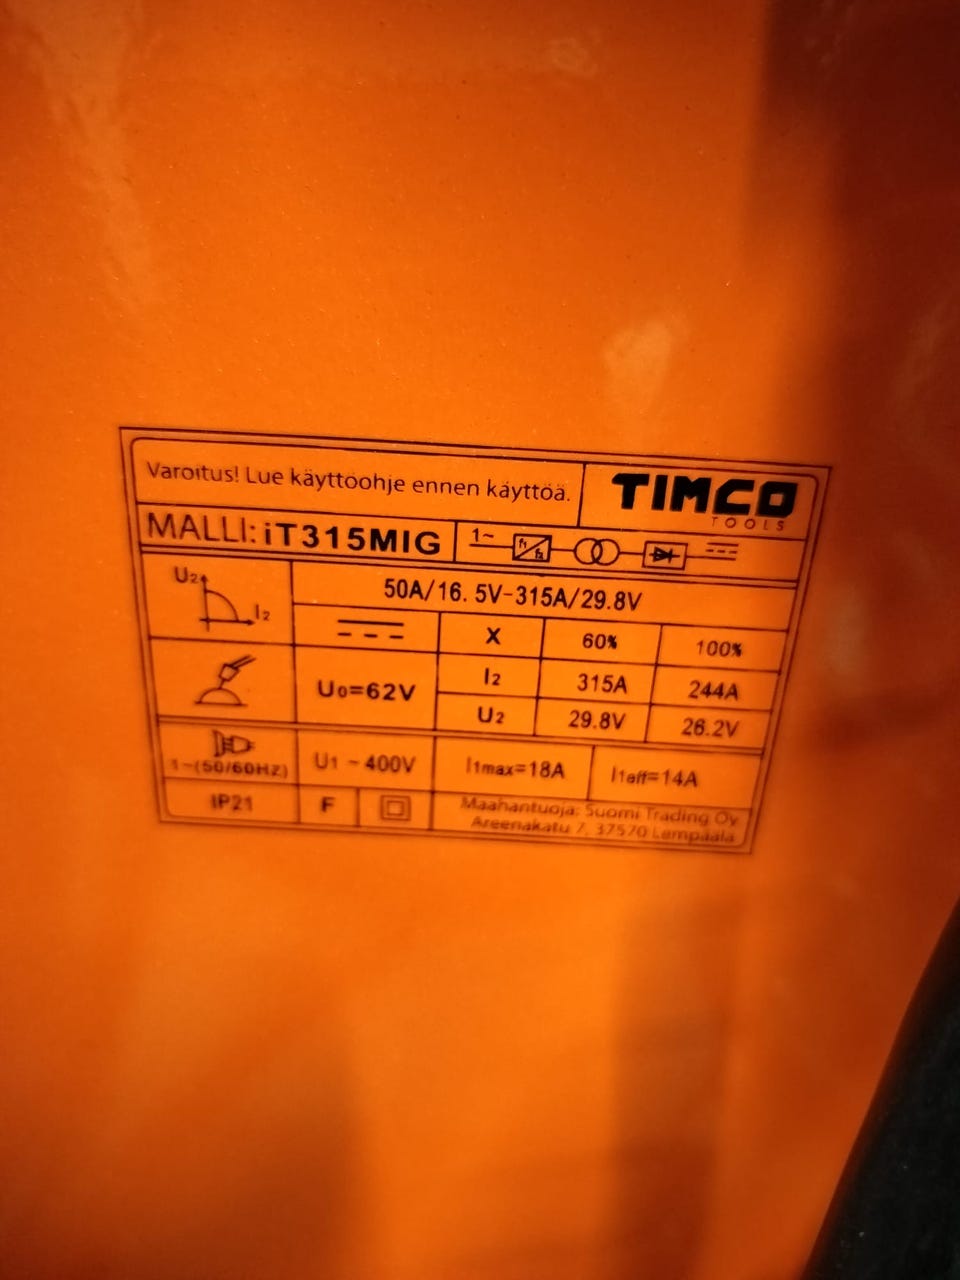 Varoitus! Lue käyttöohje ennen käyttöä.
TIMCO
TOOLS
MALLI: iT315MIG
1~ f1 f2
U2 I2
50A/16.5V-315A/29.8V
X 60% 100%
U0=62V
I2 315A 244A
U2 29.8V 26.2V
1~(50/60HZ)
U1 ~ 400V
I1max=18A
I1eff=14A
IP21
F
Maahantuoja: Suomi Trading Oy
Areenakatu 7, 37570 Lempäälä